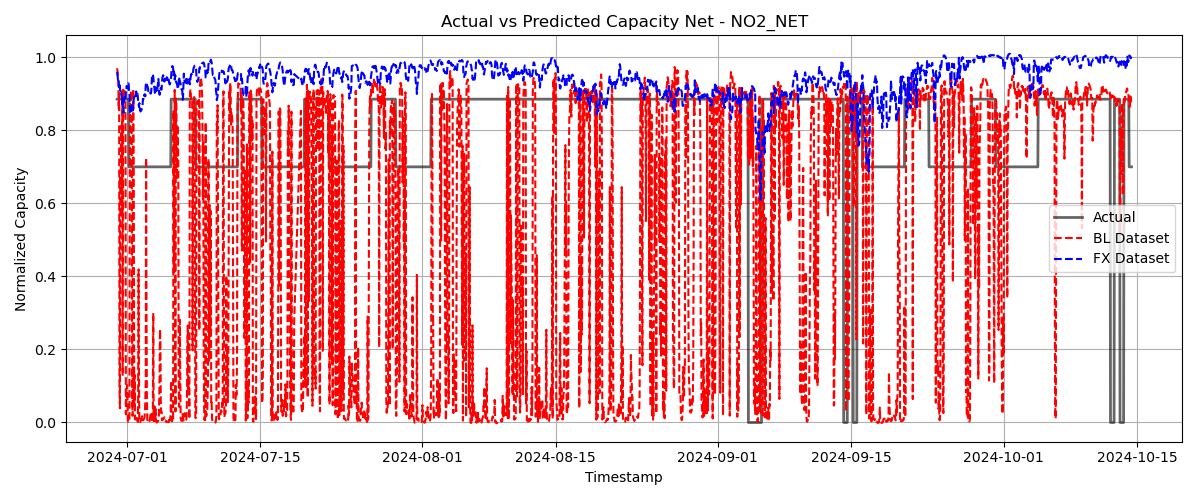 Actual vs Predicted Capacity Net - NO2_NET
Normalized Capacity
1.0
0.8
0.6
0.4
0.2
0.0
Actual
BL Dataset
FX Dataset
2024-07-01
2024-07-15
2024-08-01
2024-08-15
2024-09-01
2024-09-15
2024-10-01
2024-10-15
Timestamp